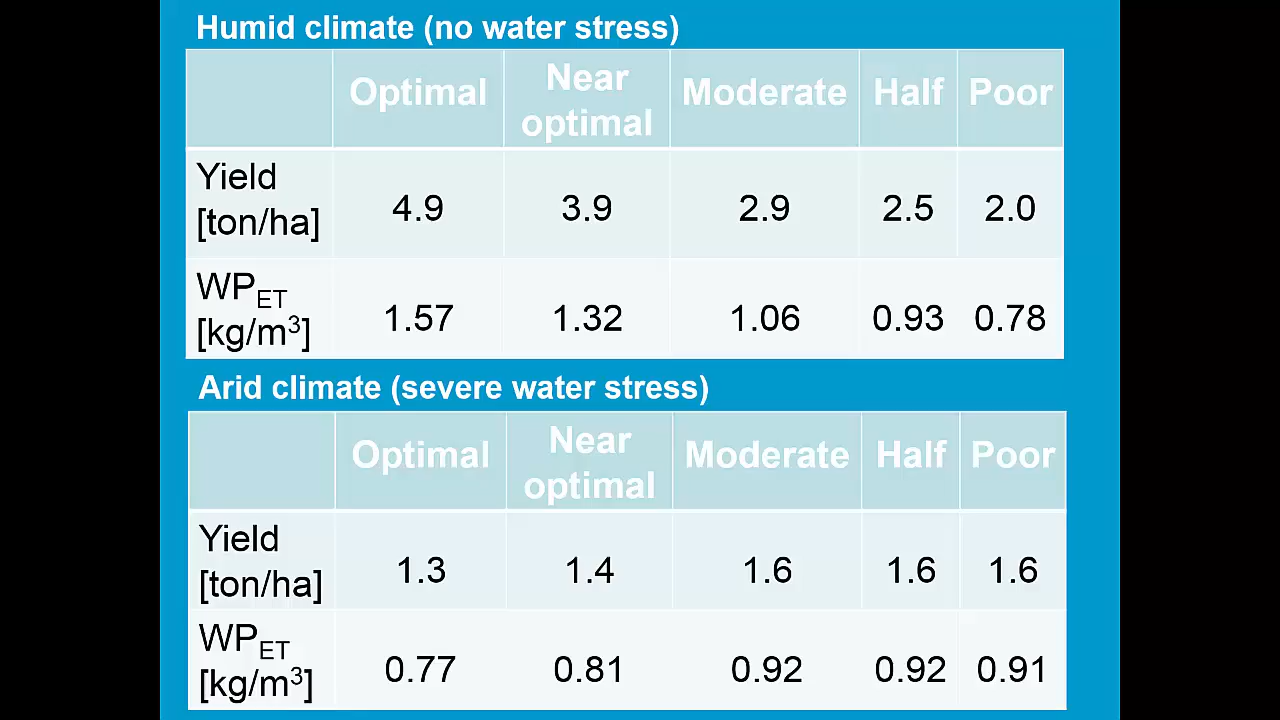 Humid climate (no water stress)
Optimal Near optimal Moderate Half Poor
Yield [ton/ha] 4.9 3.9 2.9 2.5 2.0
WPET [kg/m3] 1.57 1.32 1.06 0.93 0.78
Arid climate (severe water stress)
Optimal Near optimal Moderate Half Poor
Yield [ton/ha] 1.3 1.4 1.6 1.6 1.6
WPET [kg/m3] 0.77 0.81 0.92 0.92 0.91